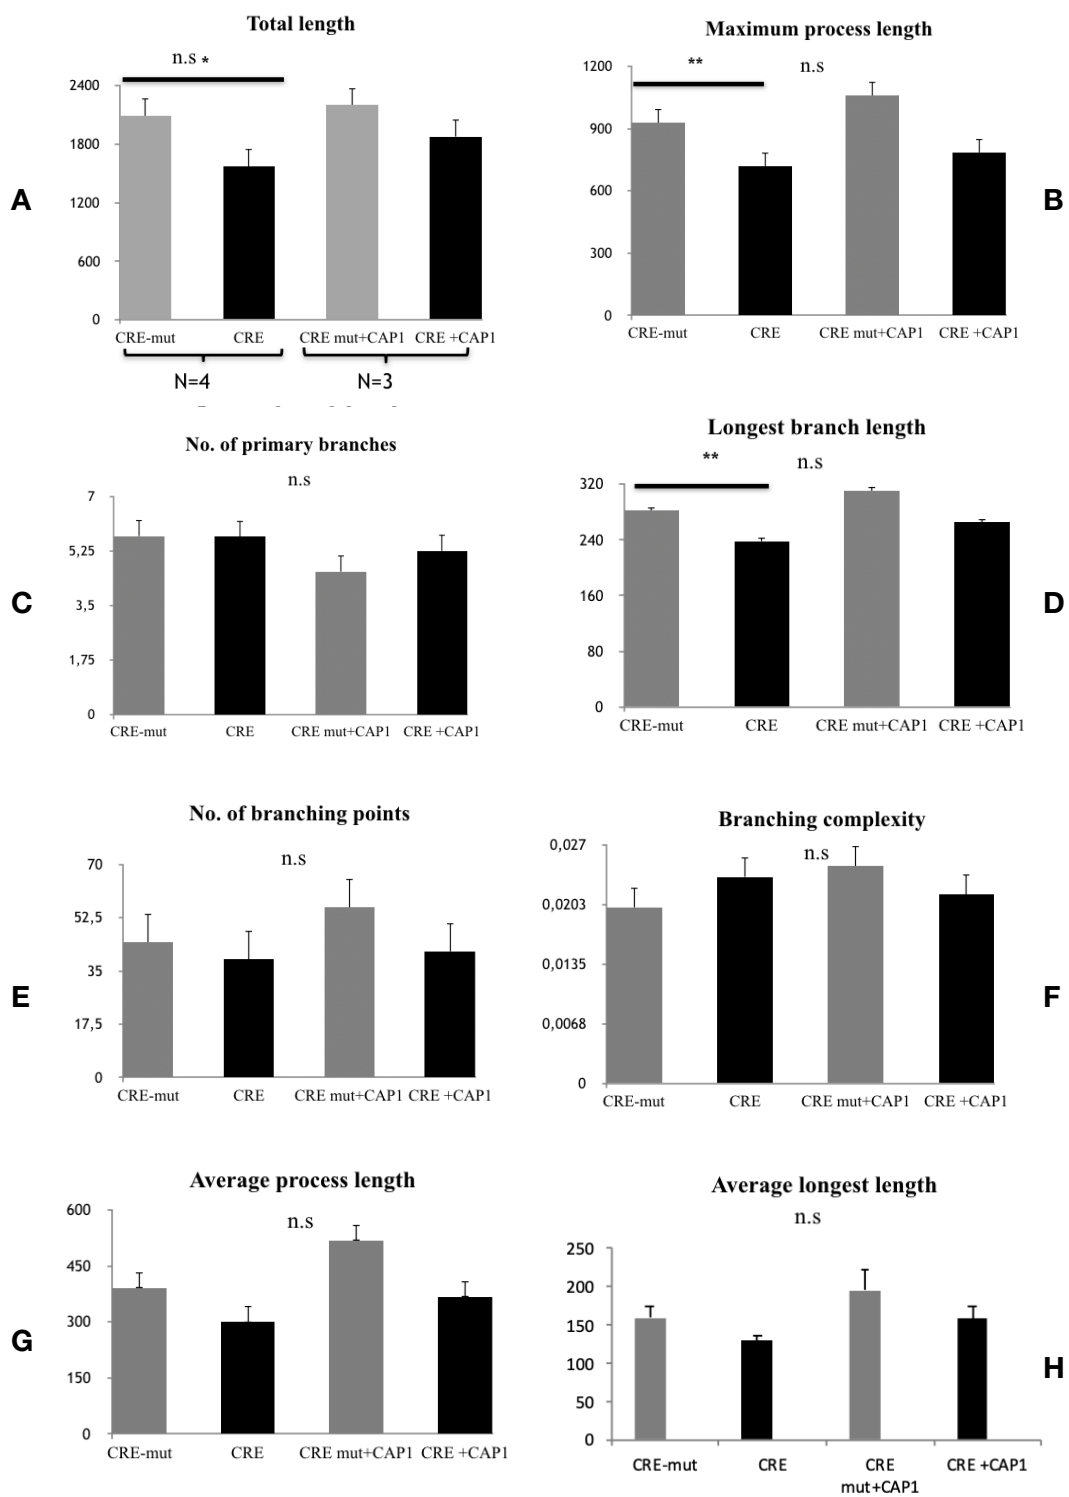 Total length
n.s *
2400
1800
1200
600
0
CRE-mut CRE CRE mut+CAP1 CRE +CAP1
N=4 N=3
A
Maximum process length
** n.s
1200
900
600
300
0
CRE-mut CRE CRE mut+CAP1 CRE +CAP1
B
No. of primary branches
n.s
7
5,25
3,5
1,75
0
CRE-mut CRE CRE mut+CAP1 CRE +CAP1
C
Longest branch length
** n.s
320
240
160
80
0
CRE-mut CRE CRE mut+CAP1 CRE +CAP1
D
No. of branching points
n.s
70
52,5
35
17,5
0
CRE-mut CRE CRE mut+CAP1 CRE +CAP1
E
Branching complexity
n.s
0,027
0,0203
0,0135
0,0068
0
CRE-mut CRE CRE mut+CAP1 CRE +CAP1
F
Average process length
n.s
600
450
300
150
0
CRE-mut CRE CRE mut+CAP1 CRE +CAP1
G
Average longest length
n.s
250
200
150
100
50
0
CRE-mut CRE CRE CRE +CAP1
mut+CAP1
H